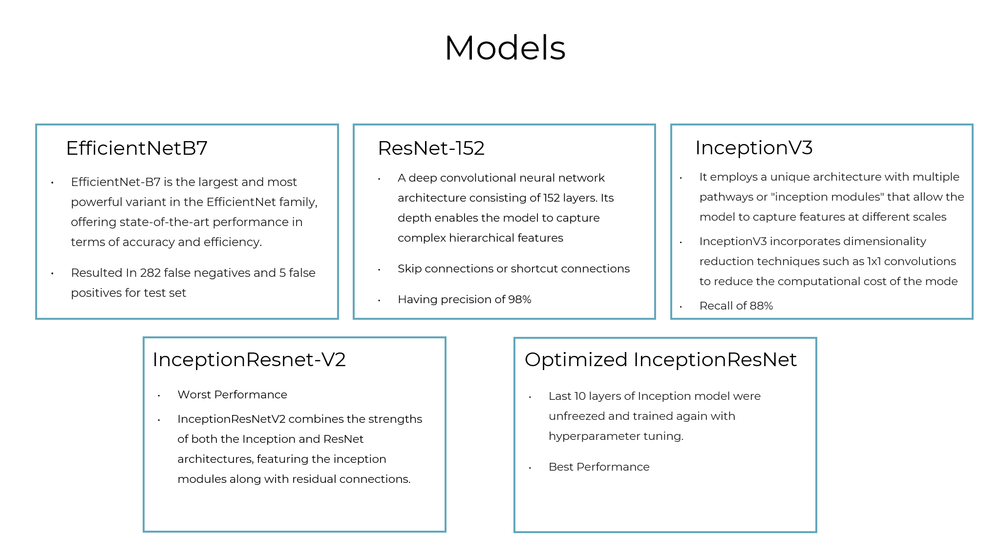 Models
EfficientNetB7
• EfficientNet-B7 is the largest and most
powerful variant in the EfficientNet family,
offering state-of-the-art performance in
terms of accuracy and efficiency.
• Resulted In 282 false negatives and 5 false
positives for test set
ResNet-152
• A deep convolutional neural network
architecture consisting of 152 layers. Its
depth enables the model to capture
complex hierarchical features
• Skip connections or shortcut connections
• Having precision of 98%
InceptionV3
• It employs a unique architecture with multiple
pathways or "inception modules" that allow the
model to capture features at different scales
• InceptionV3 incorporates dimensionality
reduction techniques such as 1x1 convolutions
to reduce the computational cost of the mode
• Recall of 88%
InceptionResnet-V2
• Worst Performance
• InceptionResNetV2 combines the strengths
of both the Inception and ResNet
architectures, featuring the inception
modules along with residual connections.
Optimized InceptionResNet
• Last 10 layers of Inception model were
unfreezed and trained again with
hyperparameter tuning.
• Best Performance